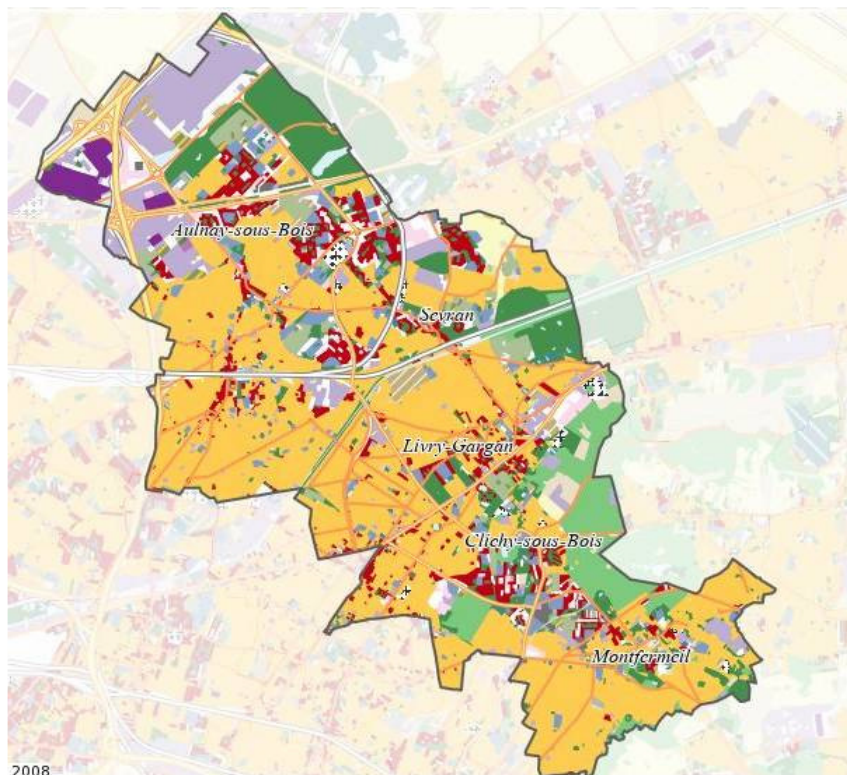 Aulnay-sous-Bois
Sevran
Livry-Gargan
Clichy-sous-Bois
Montfermeil
2008